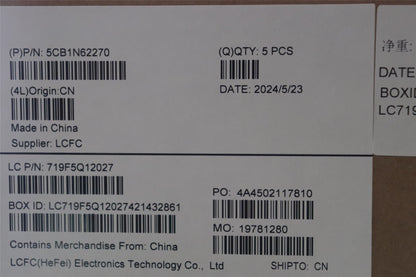 (P)P/N: 5CB1N62270
(Q)QTY: 5 PCS
(4L)Origin:CN
DATE: 2024/5/23
Made in China
Supplier: LCFC
LC P/N: 719F5Q12027
PO: 4A4502117810
BOX ID: LC719F5Q12027421432861
MO: 19781280
Contains Merchandise From: China
LCFC(HeFei) Electronics Technology Co., Ltd
SHIPTO: CN
净重:
DATE
BOXID
LC719